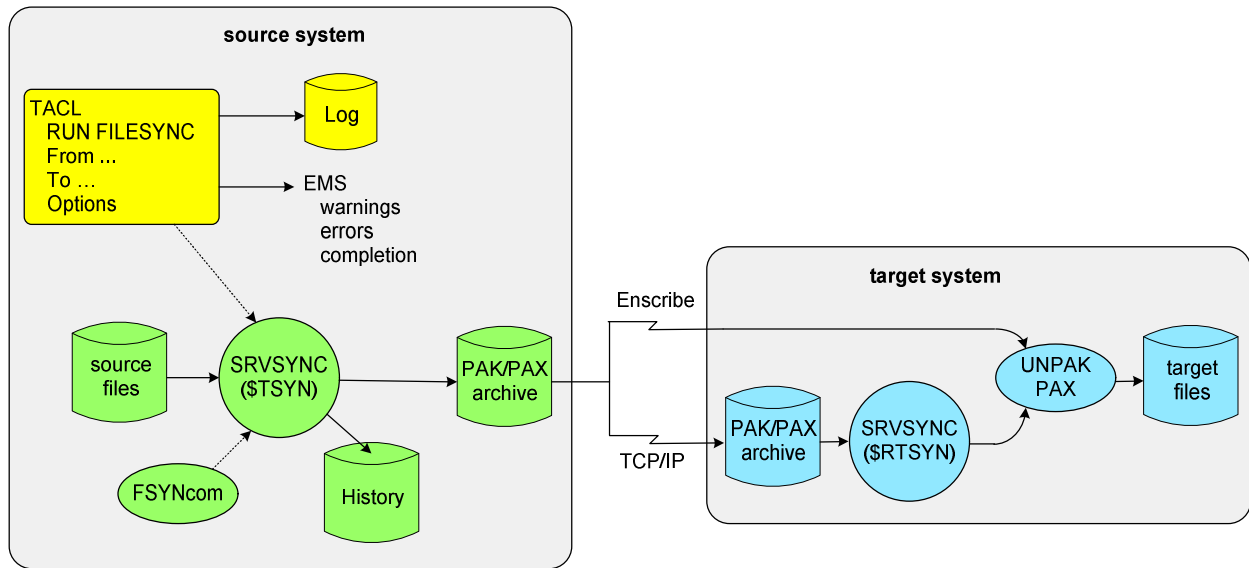 source system
TACL
RUN FILESYNC
From ...
To ...
Options
Log
EMS
warnings
errors
completion
source
files
SRVSYNC
($TSYN)
PAK/PAX
archive
FSYNcom
History
Enscribe
TCP/IP
target system
PAK/PAX
archive
SRVSYNC
($RTSYN)
UNPAK
PAX
target
files